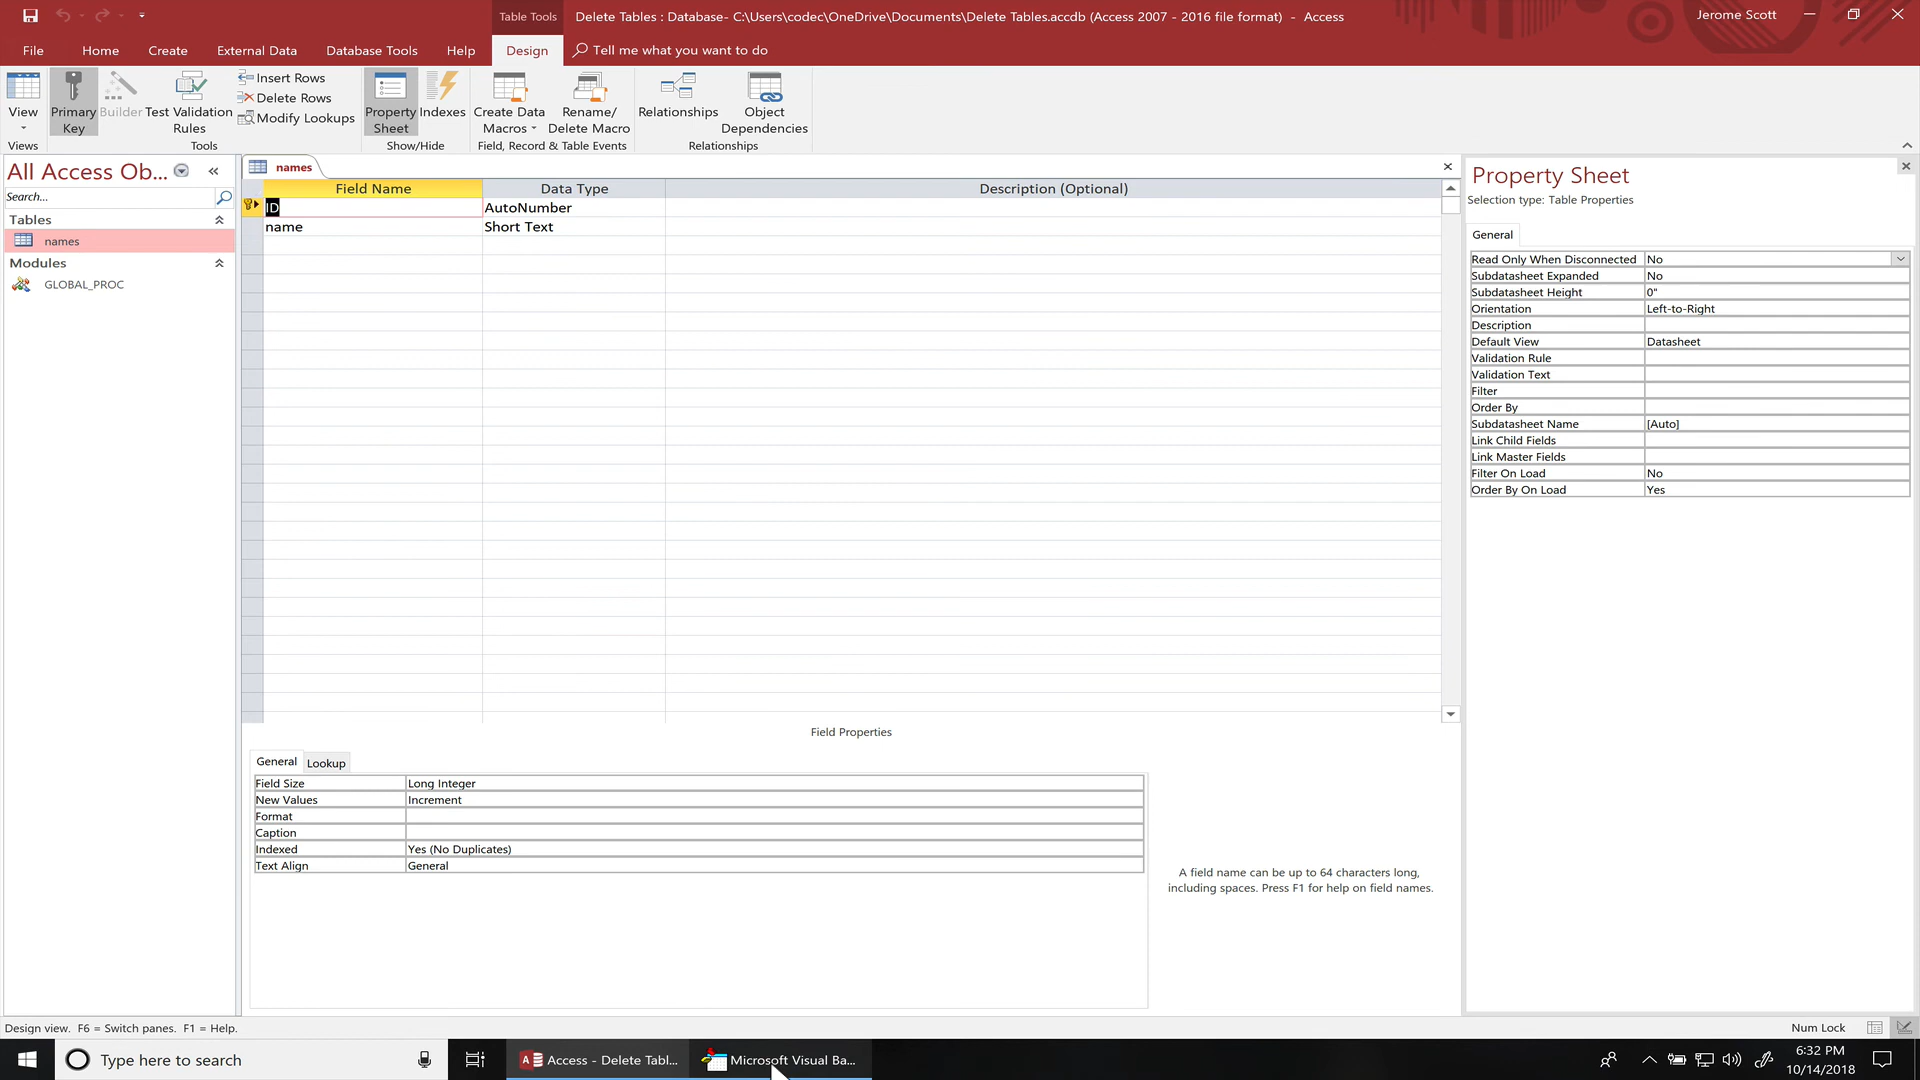 Table Tools
Delete Tables : Database- C:\Users\codec\OneDrive\Documents\Delete Tables.accdb (Access 2007 - 2016 file format) - Access
Jerome Scott
File Home Create External Data Database Tools Help Design Tell me what you want to do
View
Primary Key
Builder
Test Validation Rules
Insert Rows
Delete Rows
Modify Lookups
Property Sheet
Indexes
Create Data Macros
Rename/ Delete Macro
Relationships
Object Dependencies
Views Tools Show/Hide Field, Record & Table Events Relationships
All Access Ob...
Search...
Tables
names
Modules
GLOBAL_PROC
names
Field Name Data Type Description (Optional)
ID AutoNumber
name Short Text
Field Properties
General Lookup
Field Size Long Integer
New Values Increment
Format
Caption
Indexed Yes (No Duplicates)
Text Align General
A field name can be up to 64 characters long,
including spaces. Press F1 for help on field names.
Property Sheet
Selection type: Table Properties
General
Read Only When Disconnected No
Subdatasheet Expanded No
Subdatasheet Height 0"
Orientation Left-to-Right
Description
Default View Datasheet
Validation Rule
Validation Text
Filter
Order By
Subdatasheet Name [Auto]
Link Child Fields
Link Master Fields
Filter On Load No
Order By On Load Yes
Design view. F6 = Switch panes. F1 = Help.
Num Lock
Type here to search
A Access - Delete Tabl...
Microsoft Visual Ba...
6:32 PM
10/14/2018